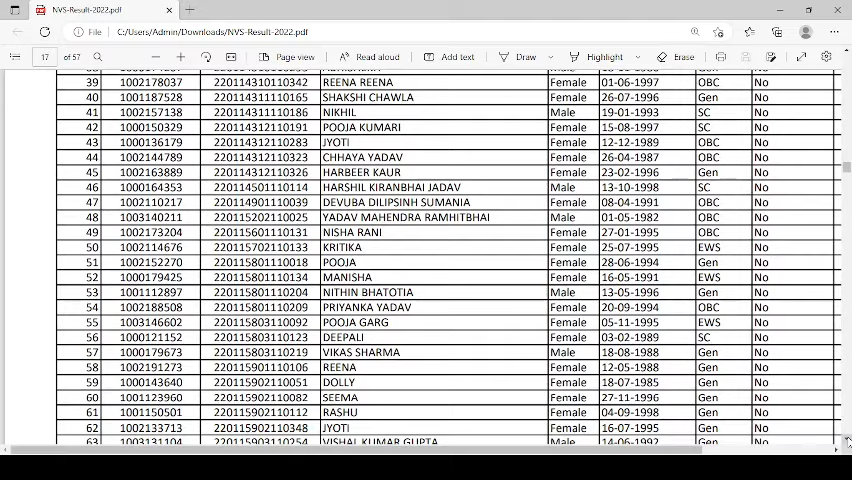 NVS-Result-2022.pdf
File C:/Users/Admin/Downloads/NVS-Result-2022.pdf
17 of 57 Page view Read aloud Add text Draw Highlight Erase
39 1002178037 220114310110342 REENA REENA Female 01-06-1997 OBC No
40 1001187528 220114311110165 SHAKSHI CHAWLA Female 26-07-1996 Gen No
41 1002157138 220114311110186 NIKHIL Male 19-01-1993 SC No
42 1000150329 220114312110191 POOJA KUMARI Female 15-08-1997 SC No
43 1000136179 220114312110283 JYOTI Female 12-12-1989 OBC No
44 1002144789 220114312110323 CHHAYA YADAV Female 26-04-1987 OBC No
45 1002163889 220114312110326 HARBEER KAUR Female 23-02-1996 Gen No
46 1000164353 220114501110114 HARSHIL KIRANBHAI JADAV Male 13-10-1998 SC No
47 1002110217 220114901110039 DEVUBA DILIPSINH SUMANIA Female 08-04-1991 OBC No
48 1003140211 220115202110025 YADAV MAHENDRA RAMHITBHAI Male 01-05-1982 OBC No
49 1002173204 220115601110131 NISHA RANI Female 27-01-1995 OBC No
50 1002114676 220115702110133 KRITIKA Female 25-07-1995 EWS No
51 1002152270 220115801110018 POOJA Female 28-06-1994 Gen No
52 1000179425 220115801110134 MANISHA Female 16-05-1991 EWS No
53 1001112897 220115801110204 NITHIN BHATOTIA Male 13-05-1996 Gen No
54 1002188508 220115801110209 PRIYANKA YADAV Female 20-09-1994 OBC No
55 1003146602 220115803110092 POOJA GARG Female 05-11-1995 EWS No
56 1000121152 220115803110123 DEEPALI Female 03-02-1989 SC No
57 1000179673 220115803110219 VIKAS SHARMA Male 18-08-1988 Gen No
58 1002191273 220115901110106 REENA Female 12-05-1988 Gen No
59 1000143640 220115902110051 DOLLY Female 18-07-1985 Gen No
60 1001123960 220115902110082 SEEMA Female 27-11-1996 Gen No
61 1001150501 220115902110112 RASHU Female 04-09-1998 Gen No
62 1002133713 220115902110348 JYOTI Female 16-07-1995 Gen No
63 1003131104 220115903110254 VISHAL KUMAR GUPTA Male 14-06-1992 Gen No